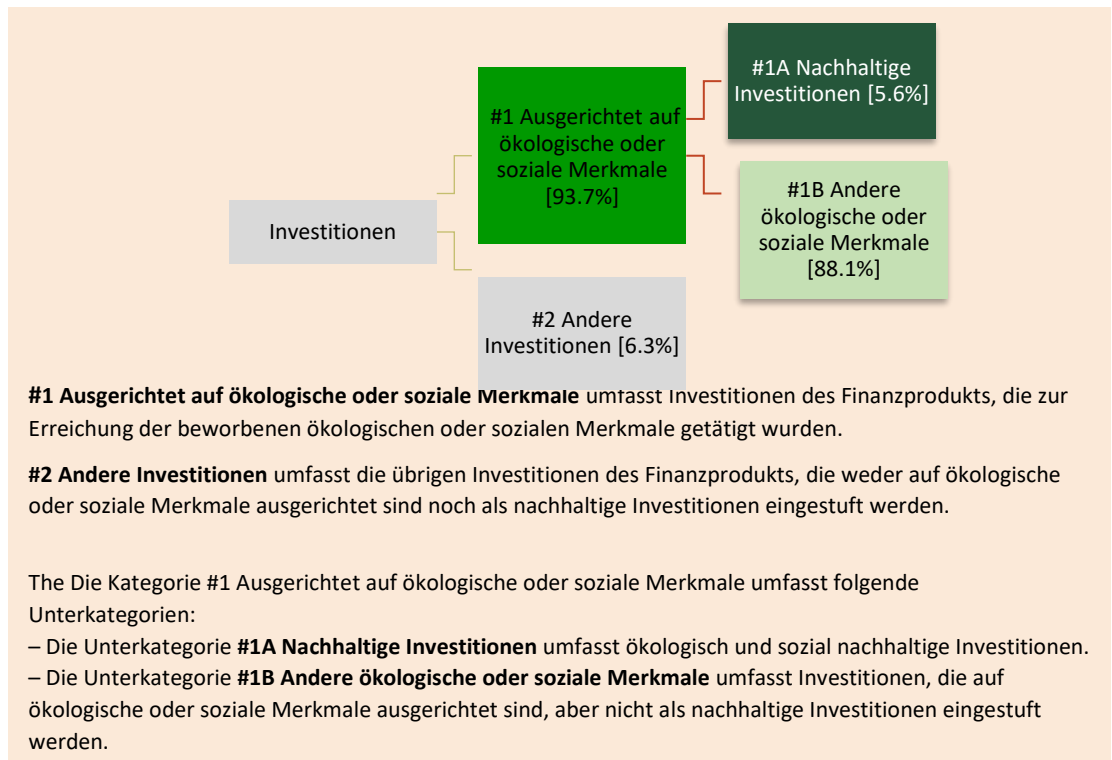 #1A Nachhaltige
Investitionen [5.6%]
#1 Ausgerichtet auf
ökologische oder
soziale Merkmale
[93.7%]
#1B Andere
ökologische oder
soziale Merkmale
[88.1%]
Investitionen
#2 Andere
Investitionen [6.3%]
#1 Ausgerichtet auf ökologische oder soziale Merkmale umfasst Investitionen des Finanzprodukts, die zur
Erreichung der beworbenen ökologischen oder sozialen Merkmale getätigt wurden.
#2 Andere Investitionen umfasst die übrigen Investitionen des Finanzprodukts, die weder auf ökologische
oder soziale Merkmale ausgerichtet sind noch als nachhaltige Investitionen eingestuft werden.
The Die Kategorie #1 Ausgerichtet auf ökologische oder soziale Merkmale umfasst folgende
Unterkategorien:
– Die Unterkategorie #1A Nachhaltige Investitionen umfasst ökologisch und sozial nachhaltige Investitionen.
– Die Unterkategorie #1B Andere ökologische oder soziale Merkmale umfasst Investitionen, die auf
ökologische oder soziale Merkmale ausgerichtet sind, aber nicht als nachhaltige Investitionen eingestuft
werden.